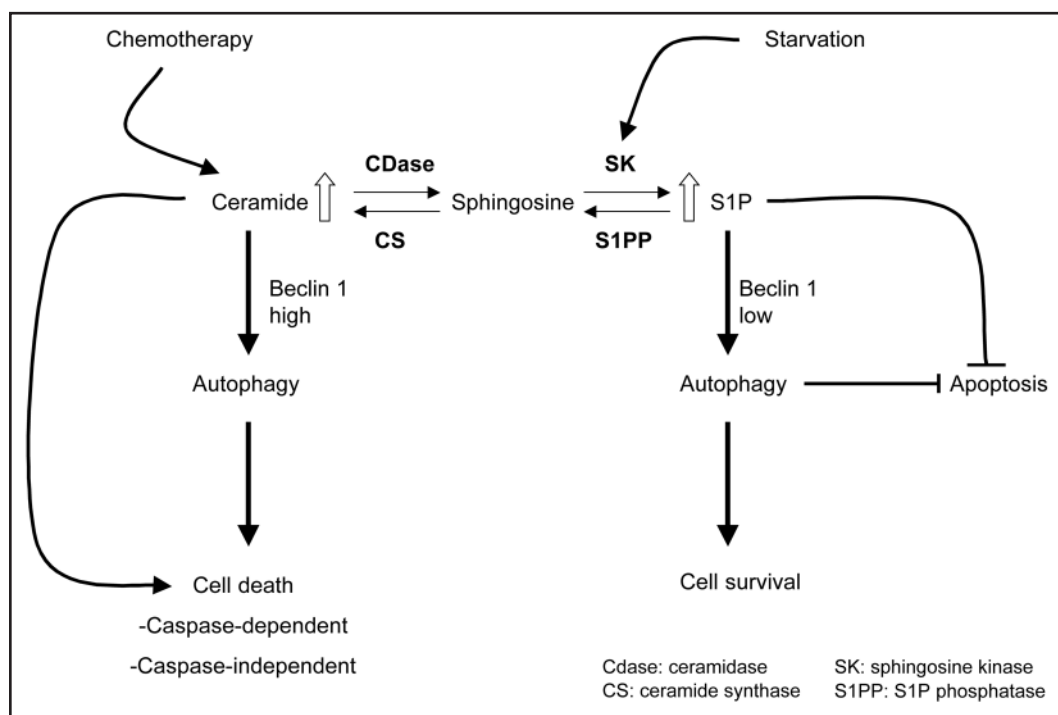 Chemotherapy
Starvation
CDase
SK
Ceramide
Sphingosine
S1P
CS
S1PP
Beclin 1
high
Beclin 1
low
Autophagy
Autophagy
Apoptosis
Cell death
-Caspase-dependent
-Caspase-independent
Cell survival
Cdase: ceramidase
SK: sphingosine kinase
CS: ceramide synthase
S1PP: S1P phosphatase